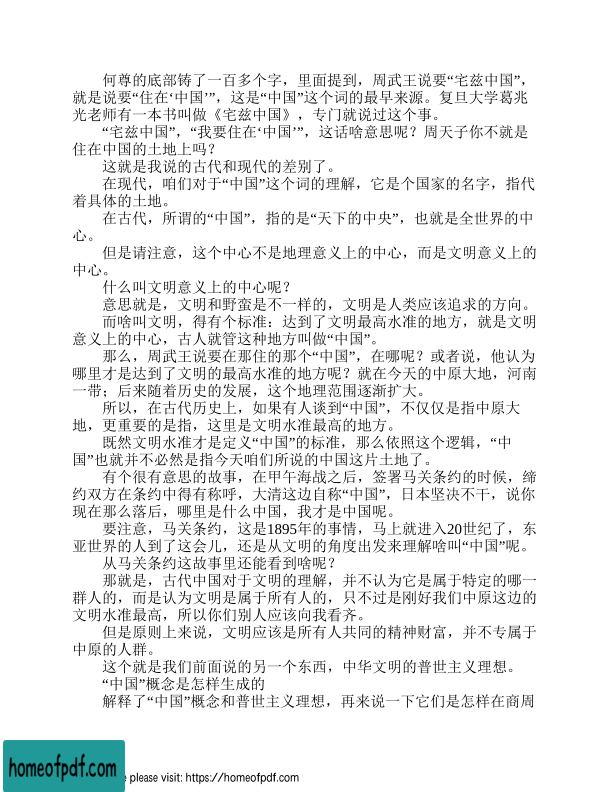 何尊的底部铸了一百多个字，里面提到，周武王说要“宅兹中国”，
就是说要“住在‘中国’”，这是“中国”这个词的最早来源。复旦大学葛兆
光老师有一本书叫做《宅兹中国》，专门就说过这个事。
“宅兹中国”，“我要住在‘中国’”，这话啥意思呢？周天子你不就是
住在中国的土地上吗？
这就是我说的古代和现代的差别了。
在现代，咱们对于“中国”这个词的理解，它是个国家的名字，指代
着具体的土地。
在古代，所谓的“中国”，指的是“天下的中央”，也就是全世界的中
心。
但是请注意，这个中心不是地理意义上的中心，而是文明意义上的
中心。
什么叫文明意义上的中心呢？
意思就是，文明和野蛮是不一样的，文明是人类应该追求的方向。
而啥叫文明，得有个标准：达到了文明最高水准的地方，就是文明
意义上的中心，古人就管这种地方叫做“中国”。
那么，周武王说要在那住的那个“中国”，在哪呢？或者说，他认为
哪里才是达到了文明的最高水准的地方呢？就在今天的中原大地，河南
一带；后来随着历史的发展，这个地理范围逐渐扩大。
所以，在古代历史上，如果有人谈到“中国”，不仅仅是指中原大
地，更重要的是指，这里是文明水准最高的地方。
既然文明水准才是定义“中国”的标准，那么依照这个逻辑，“中
国”也就并不必然是指今天咱们所说的中国这片土地了。
有个很有意思的故事，在甲午海战之后，签署马关条约的时候，缔
约双方在条约中得有称呼，大清这边自称“中国”，日本坚决不干，说你
现在那么落后，哪里是什么中国，我才是中国呢。
要注意，马关条约，这是1895年的事情，马上就进入20世纪了，东
亚世界的人到了这会儿，还是从文明的角度出发来理解啥叫“中国”呢。
从马关条约这故事里还能看到啥呢？
那就是，古代中国对于文明的理解，并不认为它是属于特定的哪一
群人的，而是认为文明是属于所有人的，只不过是刚好我们中原这边的
文明水准最高，所以你们别人应该向我看齐。
但是原则上来说，文明应该是所有人共同的精神财富，并不专属于
中原的人群。
这个就是我们前面说的另一个东西，中华文明的普世主义理想。
“中国”概念是怎样生成的
解释了“中国”概念和普世主义理想，再来说一下它们是怎样在商周
homeofpdf.com
please visit: https://homeofpdf.com